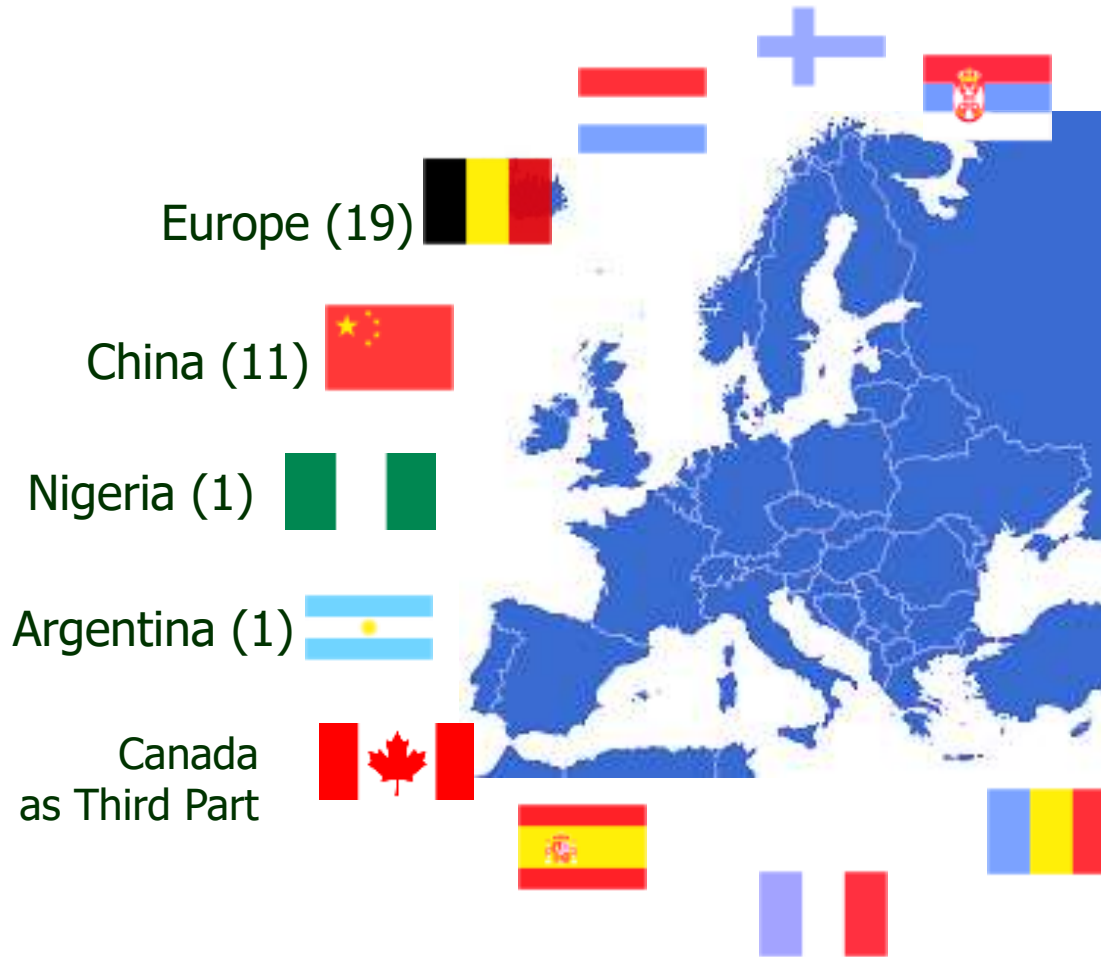 Europe (19)
China (11)
Nigeria (1)
Argentina (1)
Canada
as Third Part